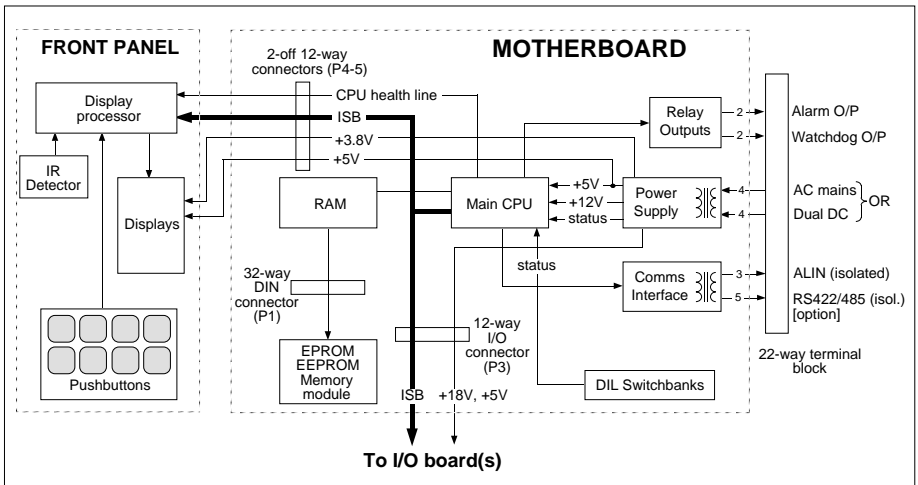 FRONT PANEL
MOTHERBOARD
2-off 12-way
connectors (P4-5)
Display
processor
CPU health line
ISB
+3.8V
+5V
IR
Detector
Displays
Pushbuttons
RAM
Main CPU
+5V
+12V
status
Power
Supply
Relay
Outputs
2
2
Alarm O/P
Watchdog O/P
4
4
AC mains
Dual DC
OR
status
Comms
Interface
3
5
ALIN (isolated)
RS422/485 (isol.)
[option]
22-way terminal
block
32-way
DIN
connector
(P1)
12-way
I/O
connector
(P3)
EPROM
EEPROM
Memory
module
DIL Switchbanks
ISB
+18V, +5V
To I/O board(s)